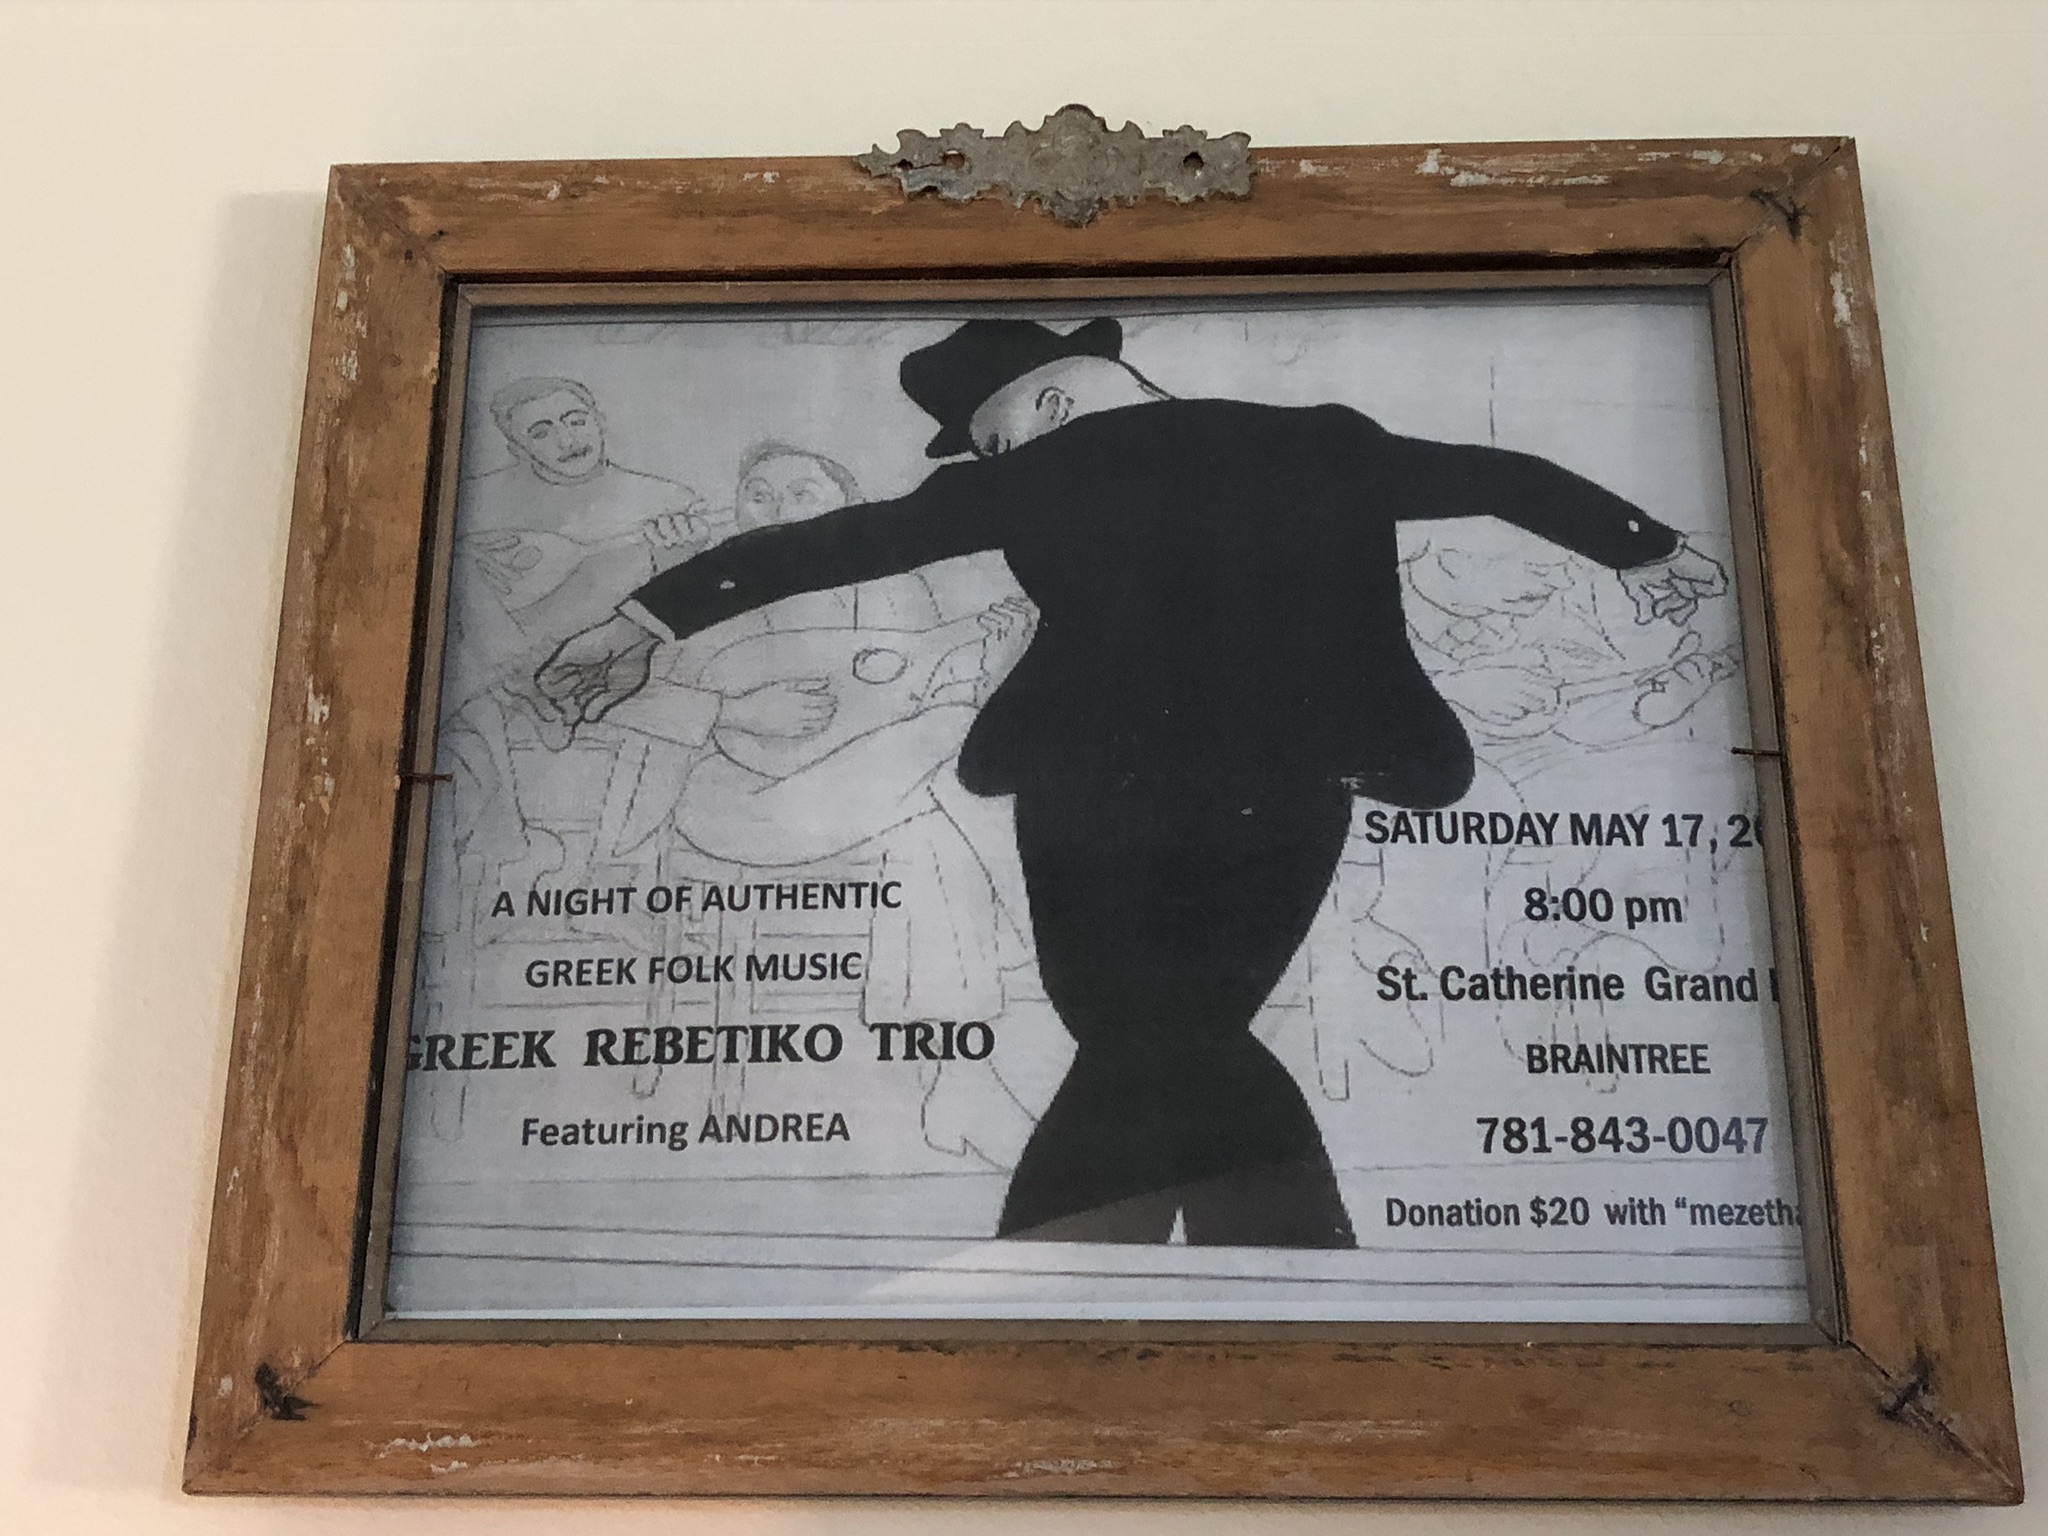 A NIGHT OF AUTHENTIC
GREEK FOLK MUSIC
GREEK REBETIKO TRIO
Featuring ANDREA
SATURDAY MAY 17,
8:00 pm
St. Catherine Grand
BRAINTREE
781-843-0047
Donation $20 with